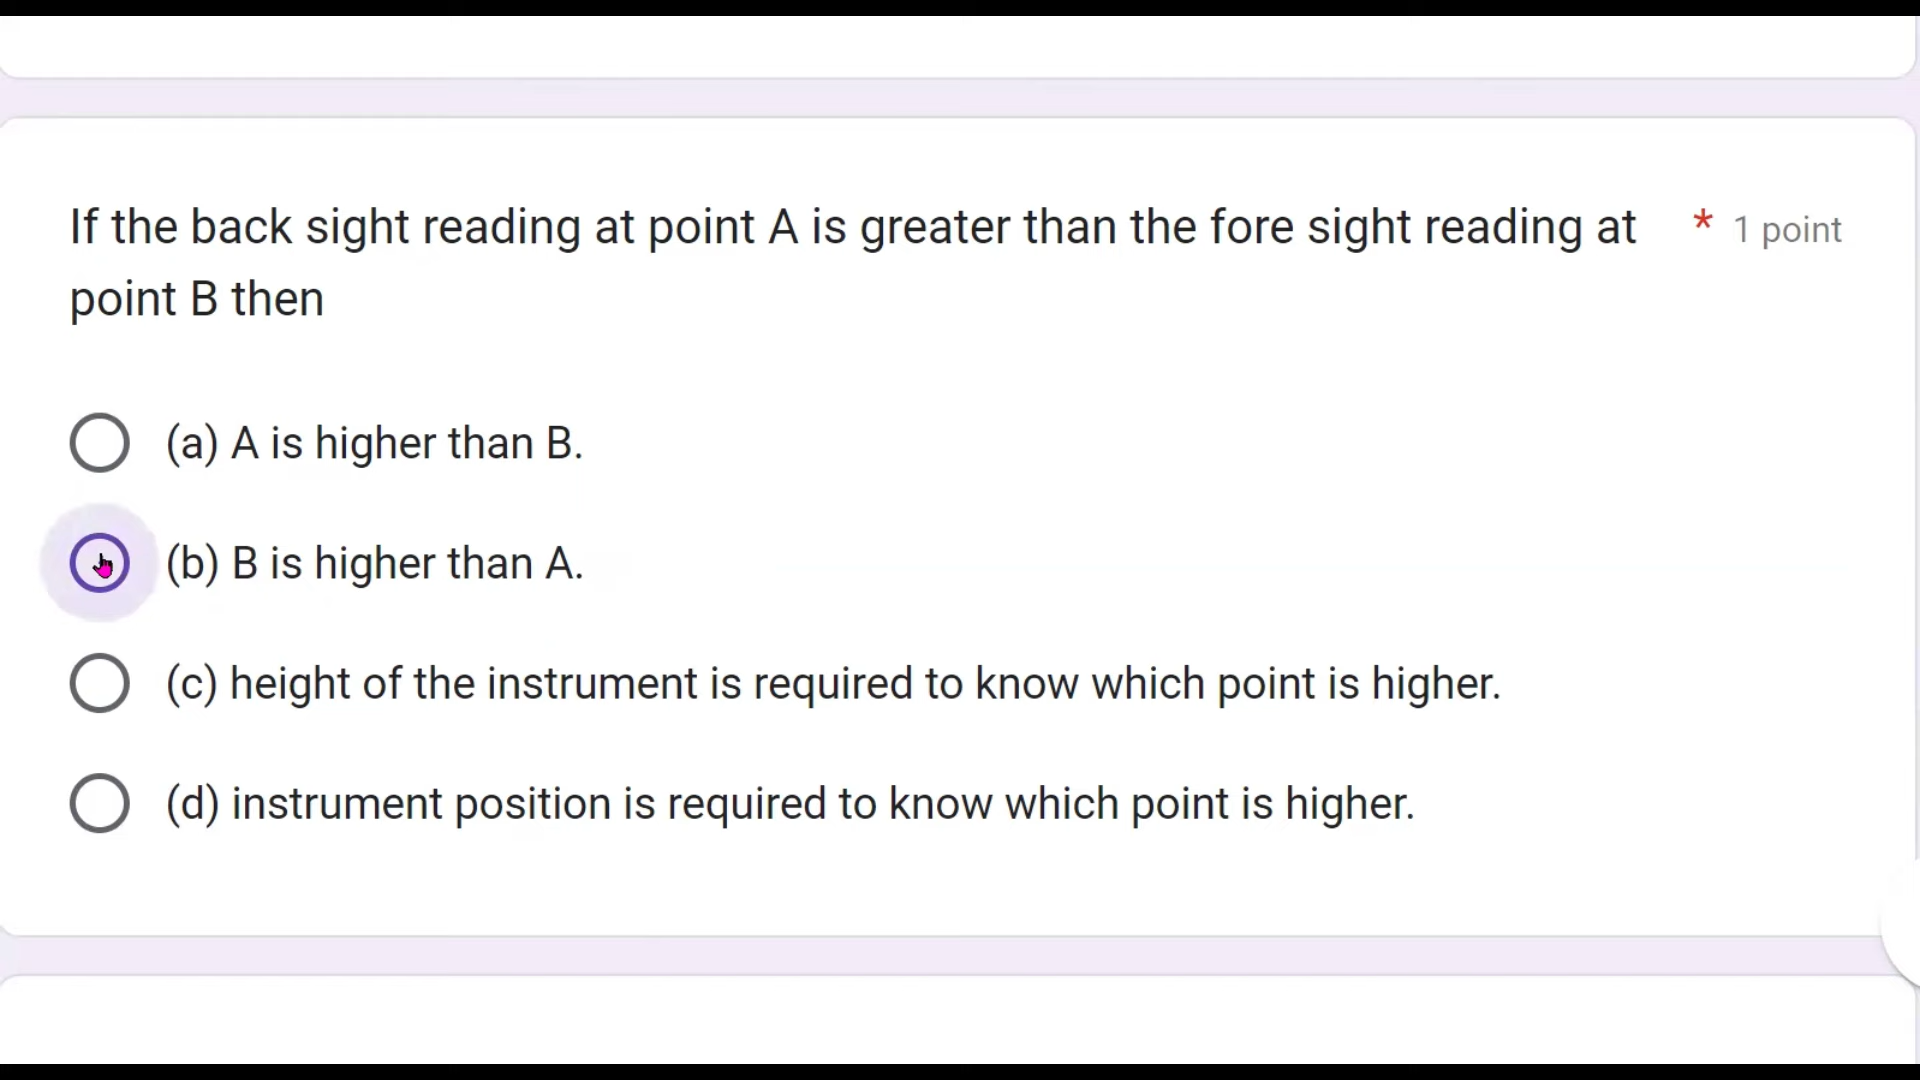 If the back sight reading at point A is greater than the fore sight reading at * 1 point
point B then
(a) A is higher than B.
(b) B is higher than A.
(c) height of the instrument is required to know which point is higher.
(d) instrument position is required to know which point is higher.